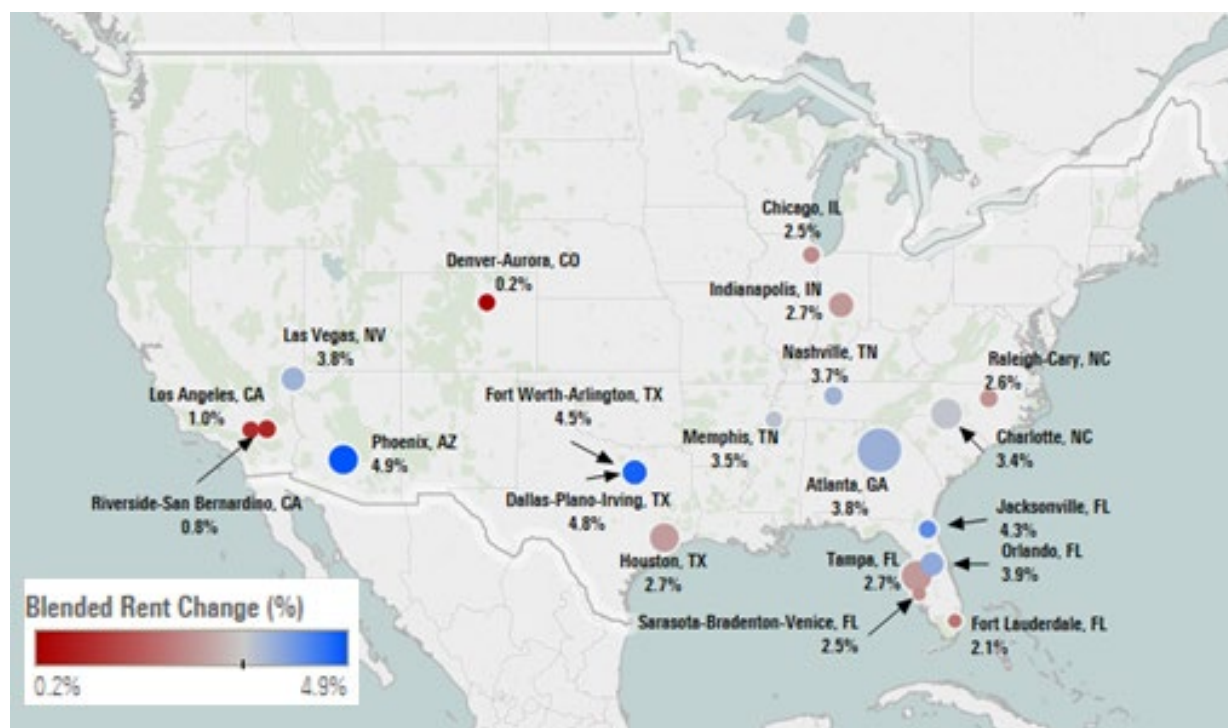 Chicago, IL
2.5%
Denver-Aurora, CO
0.2%
Indianapolis, IN
2.7%
Las Vegas, NV
3.8%
Nashville, TN
3.7%
Raleigh-Cary, NC
2.6%
Los Angeles, CA
1.0%
Fort Worth-Arlington, TX
4.5%
Phoenix, AZ
4.9%
Memphis, TN
3.5%
Charlotte, NC
3.4%
Riverside-San Bernardino, CA
0.8%
Dallas-Plano-Irving, TX
4.8%
Atlanta, GA
3.8%
Jacksonville, FL
4.3%
Houston, TX
2.7%
Tampa, FL
2.7%
Orlando, FL
3.9%
Sarasota-Bradenton-Venice, FL
2.5%
Fort Lauderdale, FL
2.1%
Blended Rent Change (%)
0.2%
4.9%